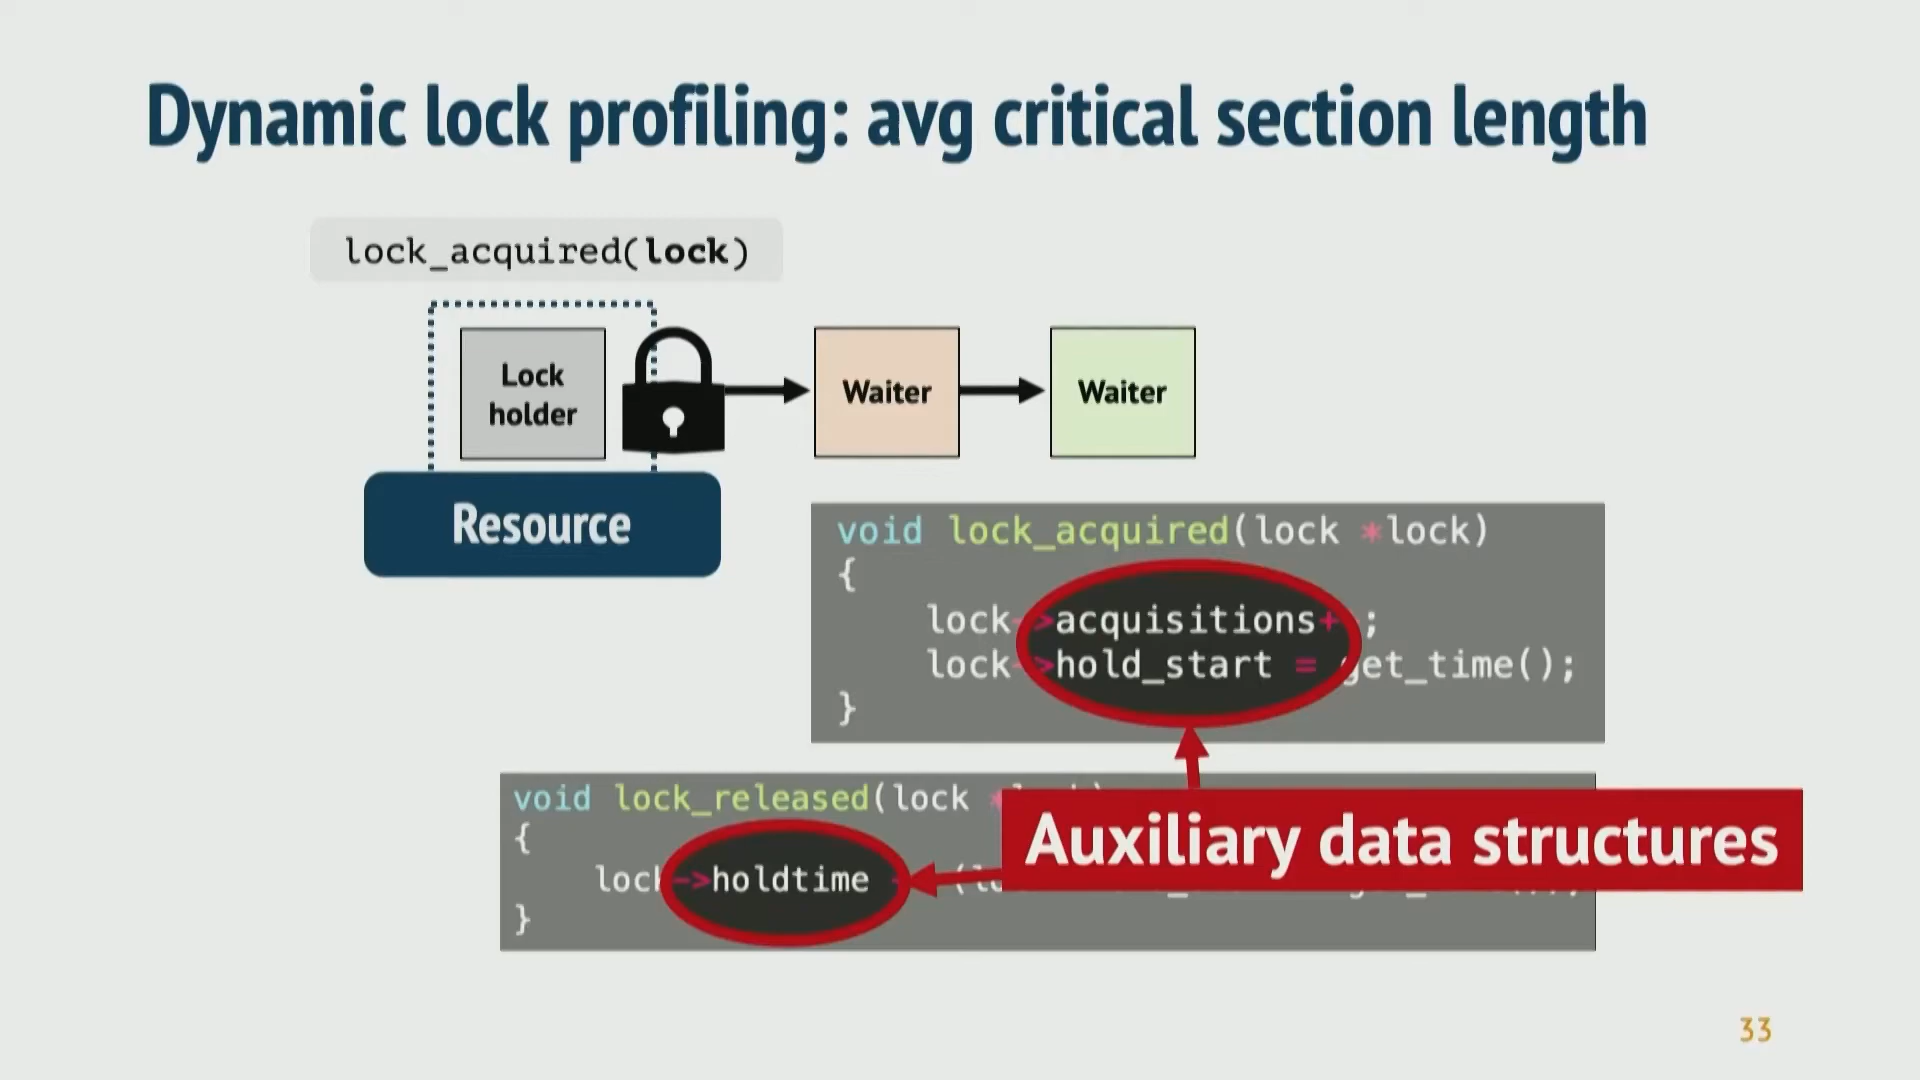 Dynamic lock profiling: avg critical section length
lock_acquired(lock)
Lock
holder
Waiter
Waiter
Resource
void lock_acquired(lock *lock)
{
lock->acquisitions+ ;
lock->hold_start = get_time();
}
void lock_released(lock
{
lock->holdtime
}
Auxiliary data structures
33